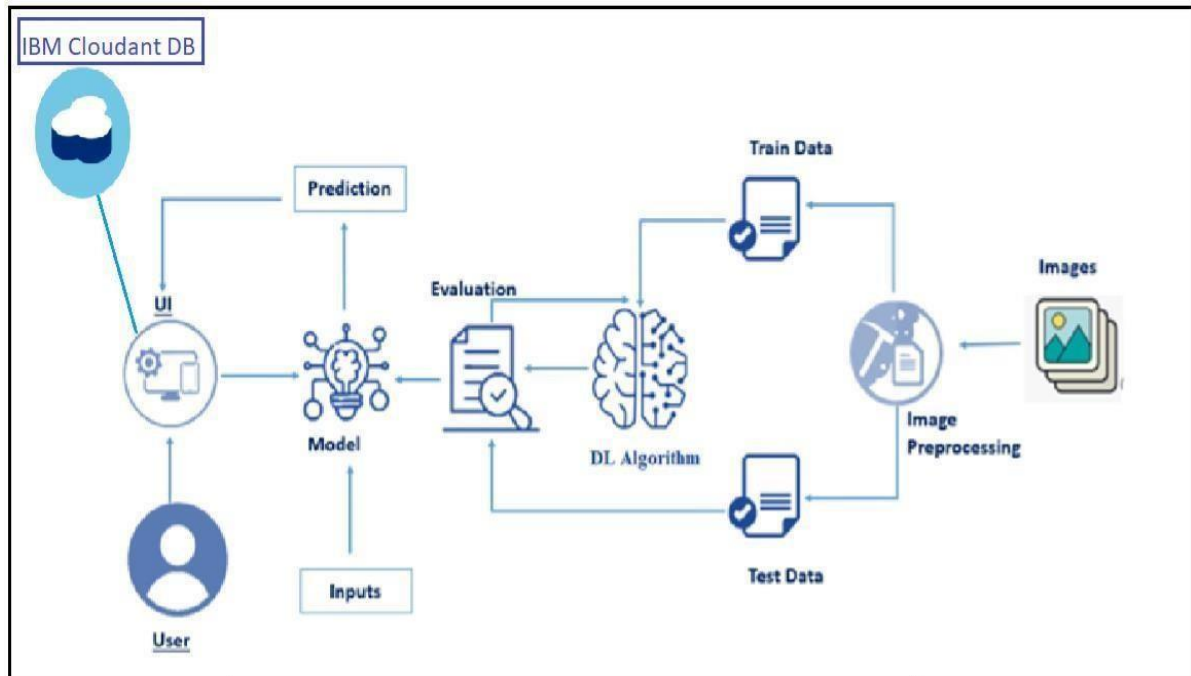 IBM Cloudant DB
Train Data
Prediction
Images
Evaluation
UI
Image
Preprocessing
Model
DL Algorithm
Test Data
Inputs
User